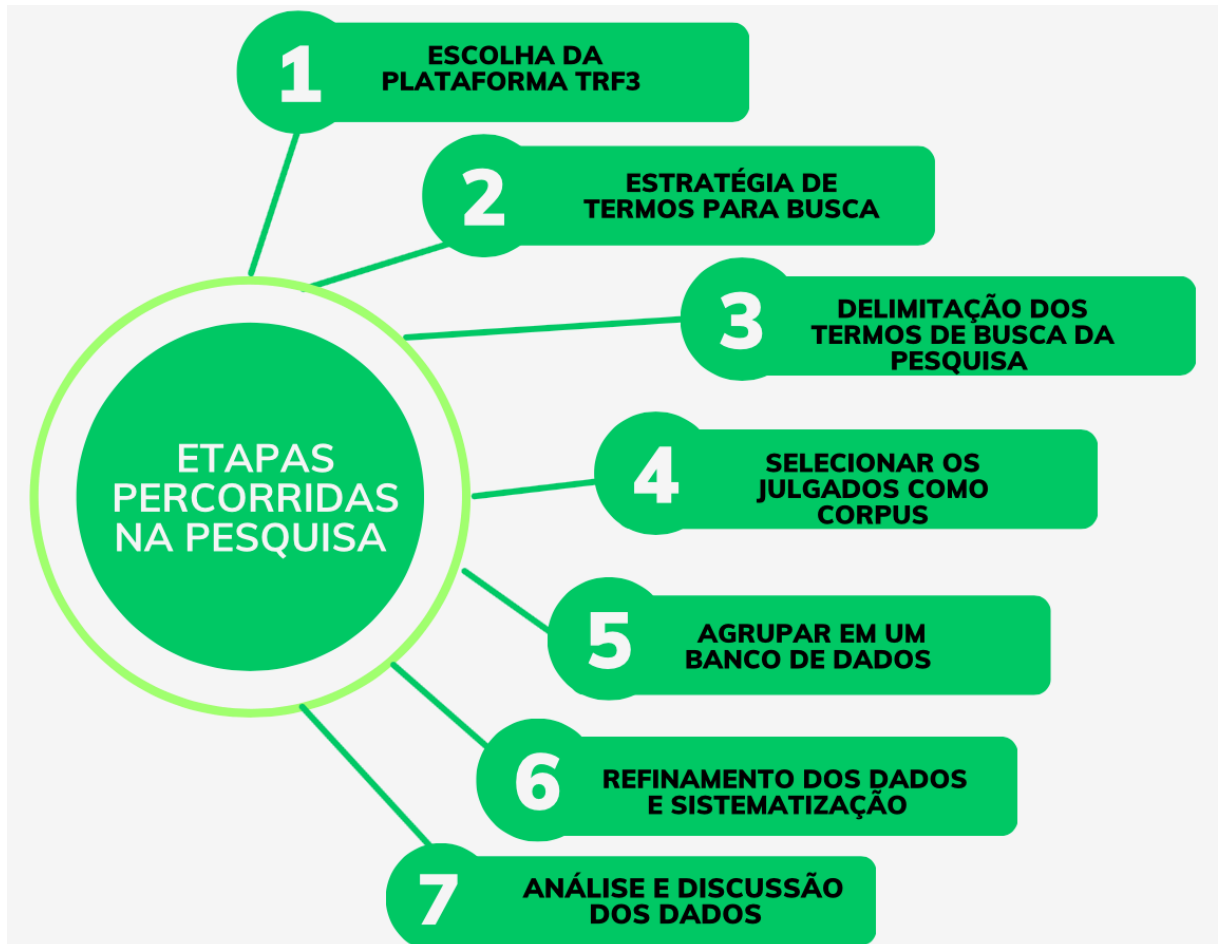 1
ESCOLHA DA
PLATAFORMA TRF3
2
ESTRATÉGIA DE
TERMOS PARA BUSCA
3
DELIMITAÇÃO DOS
TERMOS DE BUSCA DA
PESQUISA
ETAPAS
PERCORRIDAS
NA PESQUISA
4
SELECIONAR OS
JULGADOS COMO
CORPUS
5
AGRUPAR EM UM
BANCO DE DADOS
6
REFINAMENTO DOS DADOS
E SISTEMATIZAÇÃO
7
ANÁLISE E DISCUSSÃO
DOS DADOS